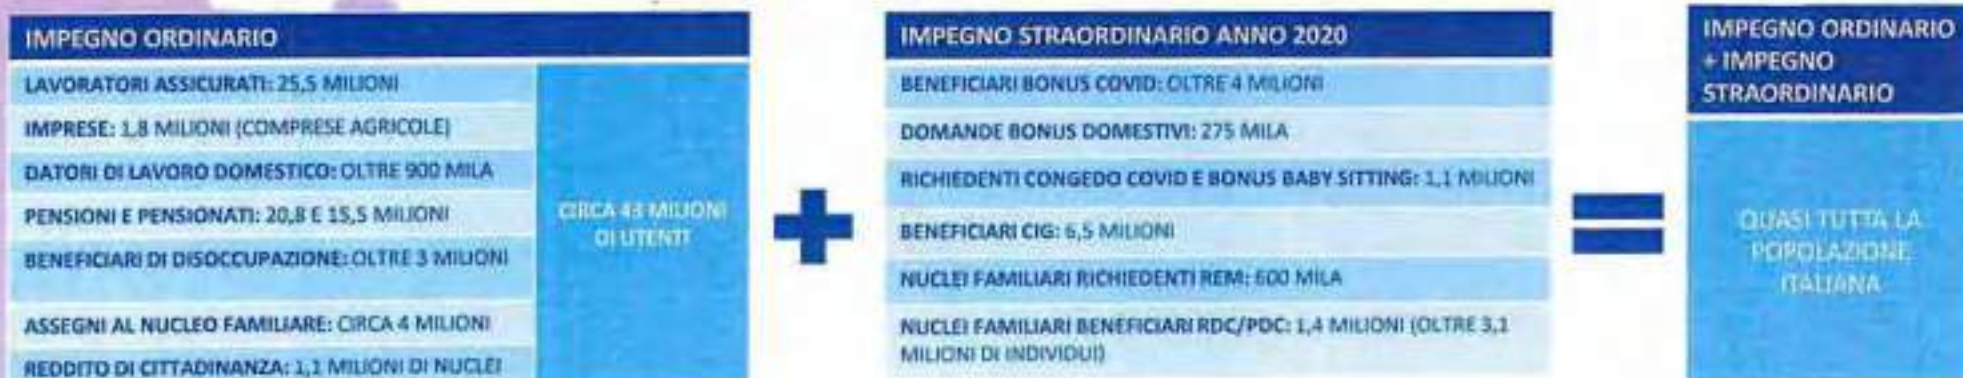 IMPEGNO ORDINARIO
LAVORATORI ASSICURATI: 25,5 MILIONI
IMPRESE: 1,8 MILIONI (COMPRESE AGRICOLE)
DATORI DI LAVORO DOMESTICO: OLTRE 900 MILA
PENSIONI E PENSIONATI: 20,8 E 15,5 MILIONI
BENEFICIARI DI DISOCCUPAZIONE: OLTRE 3 MILIONI
ASSEGNI AL NUCLEO FAMILIARE: CIRCA 4 MILIONI
REDDITO DI CITTADINANZA: 1,1 MILIONI DI NUCLEI
CIRCA 43 MILIONI
DI UTENTI
+
IMPEGNO STRAORDINARIO ANNO 2020
BENEFICIARI BONUS COVID: OLTRE 4 MILIONI
DOMANDE BONUS DOMESTIVI: 275 MILA
RICHIEDENTI CONGEDO COVID E BONUS BABY SITTING: 1,1 MILIONI
BENEFICIARI CIG: 6,5 MILIONI
NUCLEI FAMILIARI RICHIEDENTI REM: 600 MILA
NUCLEI FAMILIARI BENEFICIARI RDC/PDC: 1,4 MILIONI (OLTRE 3,1
MILIONI DI INDIVIDUI)
=
IMPEGNO ORDINARIO
+ IMPEGNO
STRAORDINARIO
QUASI TUTTA LA
POPOLAZIONE
ITALIANA